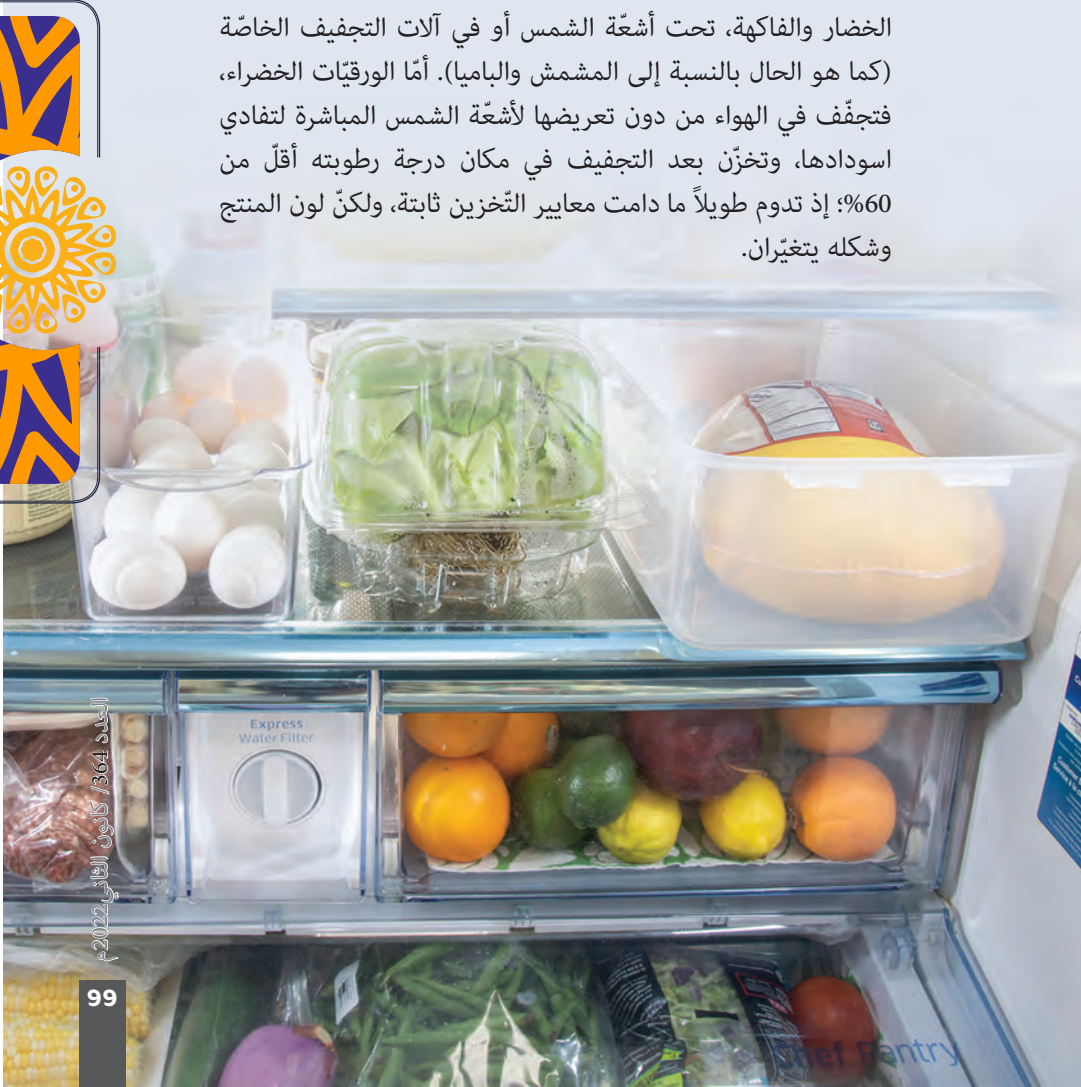 الخضار والفاكهة، تحت أشعّة الشمس أو في آلات التجفيف الخاصّة
(كما هو الحال بالنسبة إلى المشمش والباميا). أمّا الورقيّات الخضراء،
فتجفّف في الهواء من دون تعريضها لأشعّة الشمس المباشرة لتفادي
اسودادها، وتخزّن بعد التجفيف في مكان درجة رطوبته أقلّ من
60%؛ إذ تدوم طويلاً ما دامت معايير التّخزين ثابتة، ولكنّ لون المنتج
وشكله يتغيّران.
Express
Water Filter
العدد 364/ كانون الثاني 2022م
99
Chef Pantry